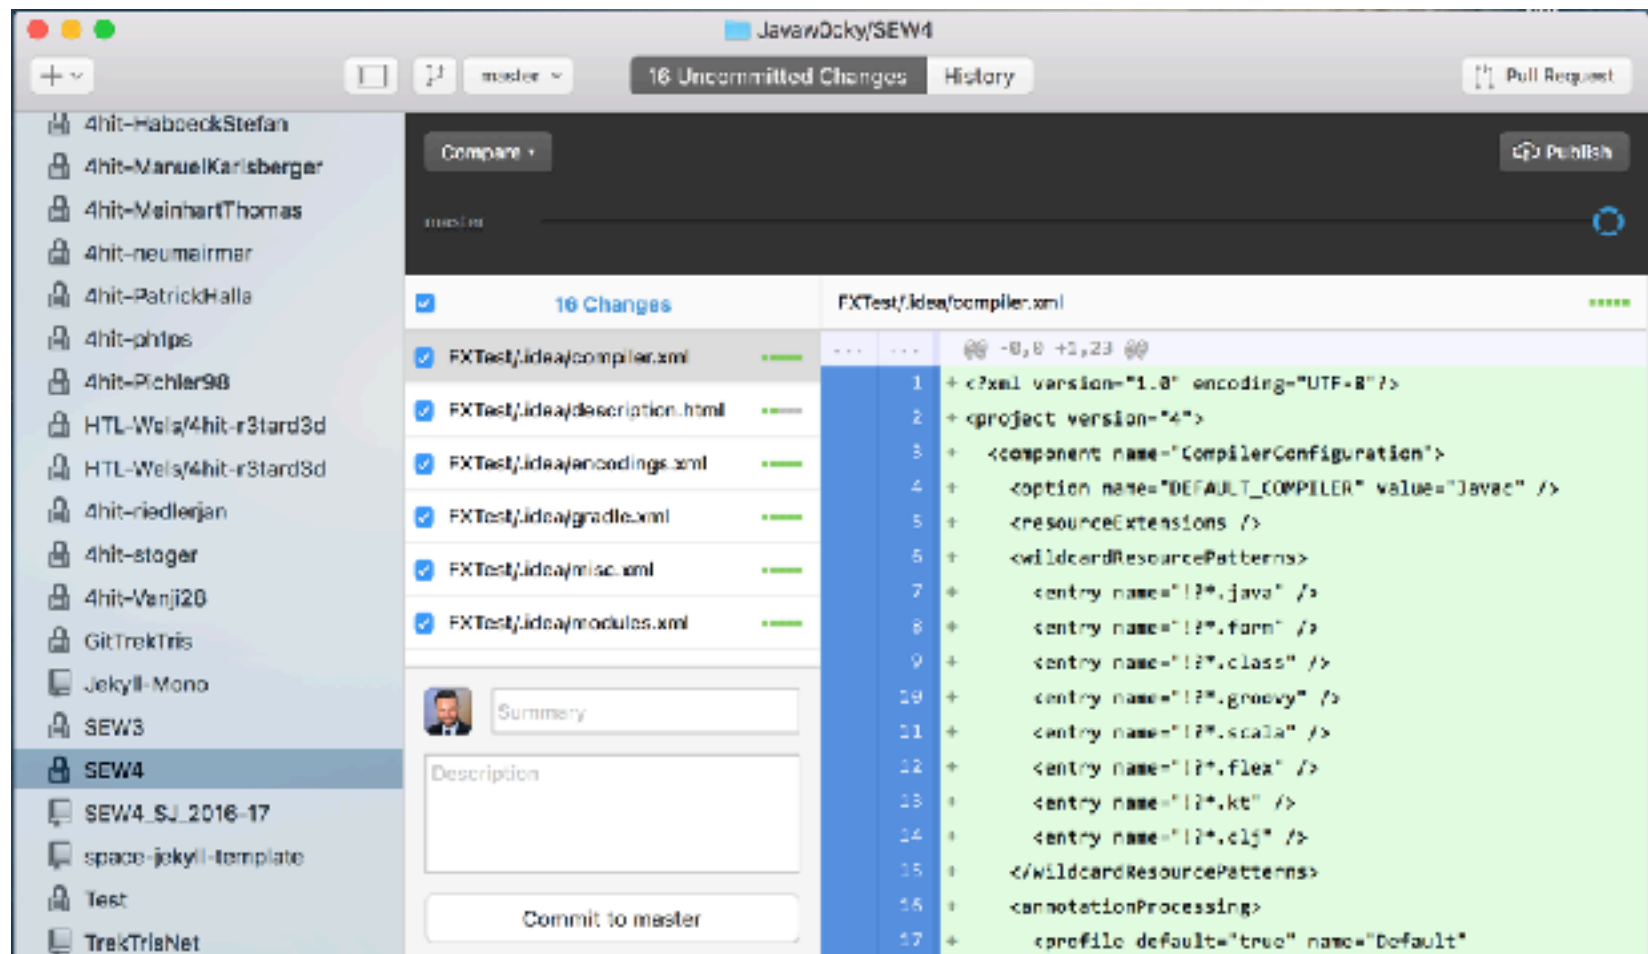 Javaw0cky/SEW4
master
16 Uncommitted Changes
History
Pull Request
4hit-HaboeckStefan
4hit-ManuelKarlsberger
4hit-MeinhartThomas
4hit-neumairmar
4hit-PatrickHalla
4hit-ph1ps
4hit-Pichler98
HTL-Wels/4hit-r3tard3d
HTL-Wels/4hit-r3tard3d
4hit-riedlerjan
4hit-stoger
4hit-Vanji28
GitTrekTris
Jekyll-Mono
SEW3
SEW4
SEW4_SJ_2016-17
space-jekyll-template
Test
TrekTrisNet
Compare
Publish
master
16 Changes
FXTest/.idea/compiler.xml
FXTest/.idea/description.html
FXTest/.idea/encodings.xml
FXTest/.idea/gradle.xml
FXTest/.idea/misc.xml
FXTest/.idea/modules.xml
Summary
Description
Commit to master
FXTest/.idea/compiler.xml
... ... @@ -0,0 +1,23 @@
1 +<?xml version="1.0" encoding="UTF-8"?>
2 +<project version="4">
3 + <component name="CompilerConfiguration">
4 + <option name="DEFAULT_COMPILER" value="Javac" />
5 + <resourceExtensions />
6 + <wildcardResourcePatterns>
7 + <entry name="!?*.java" />
8 + <entry name="!?*.form" />
9 + <entry name="!?*.class" />
10 + <entry name="!?*.groovy" />
11 + <entry name="!?*.scala" />
12 + <entry name="!?*.flex" />
13 + <entry name="!?*.kt" />
14 + <entry name="!?*.clj" />
15 + </wildcardResourcePatterns>
16 + <annotationProcessing>
17 + <profile default="true" name="Default"